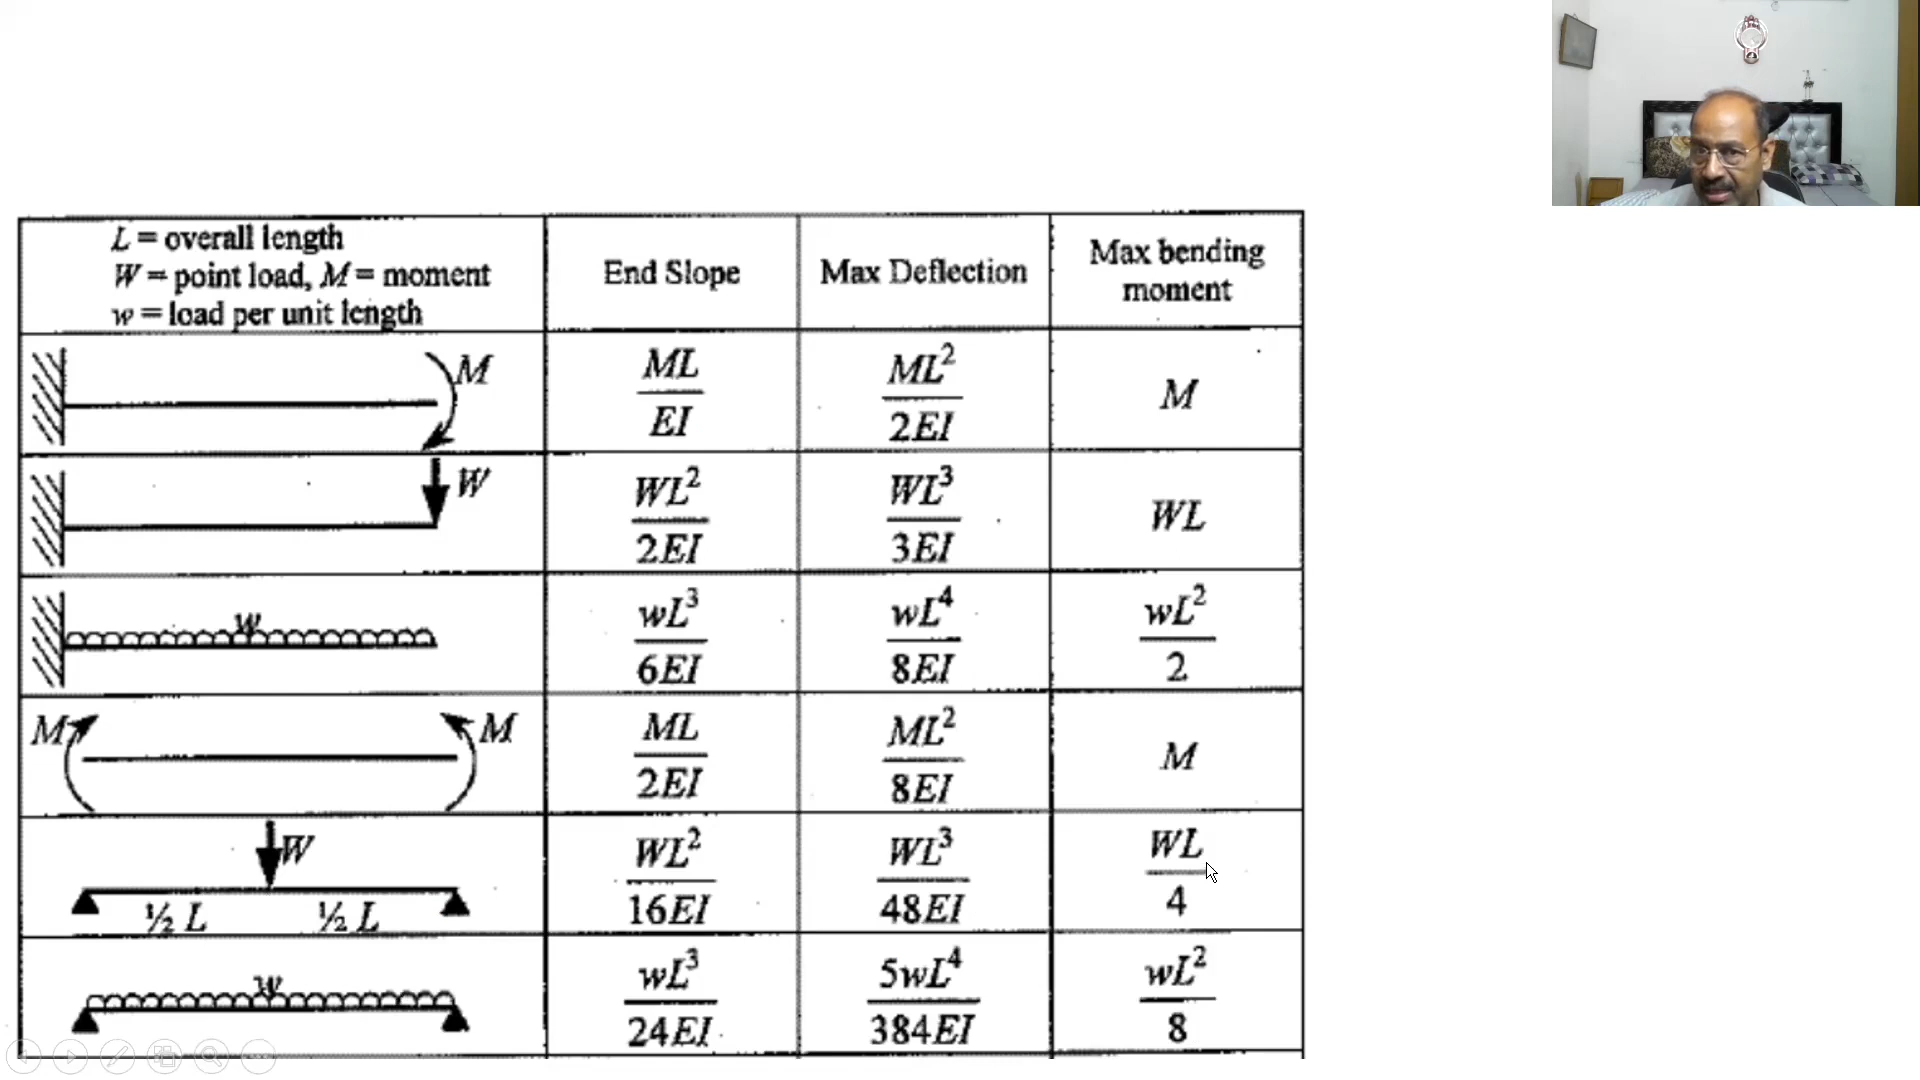 L = overall length
W = point load, M = moment
w = load per unit length
End Slope
Max Deflection
Max bending
moment
M
ML
EI
ML²
2EI
M
W
WL²
2EI
WL³
3EI
WL
w
wL³
6EI
wL⁴
8EI
wL²
2
M
M
ML
2EI
ML²
8EI
M
W
½ L
½ L
WL²
16EI
WL³
48EI
WL
4
w
wL³
24EI
5wL⁴
384EI
wL²
8